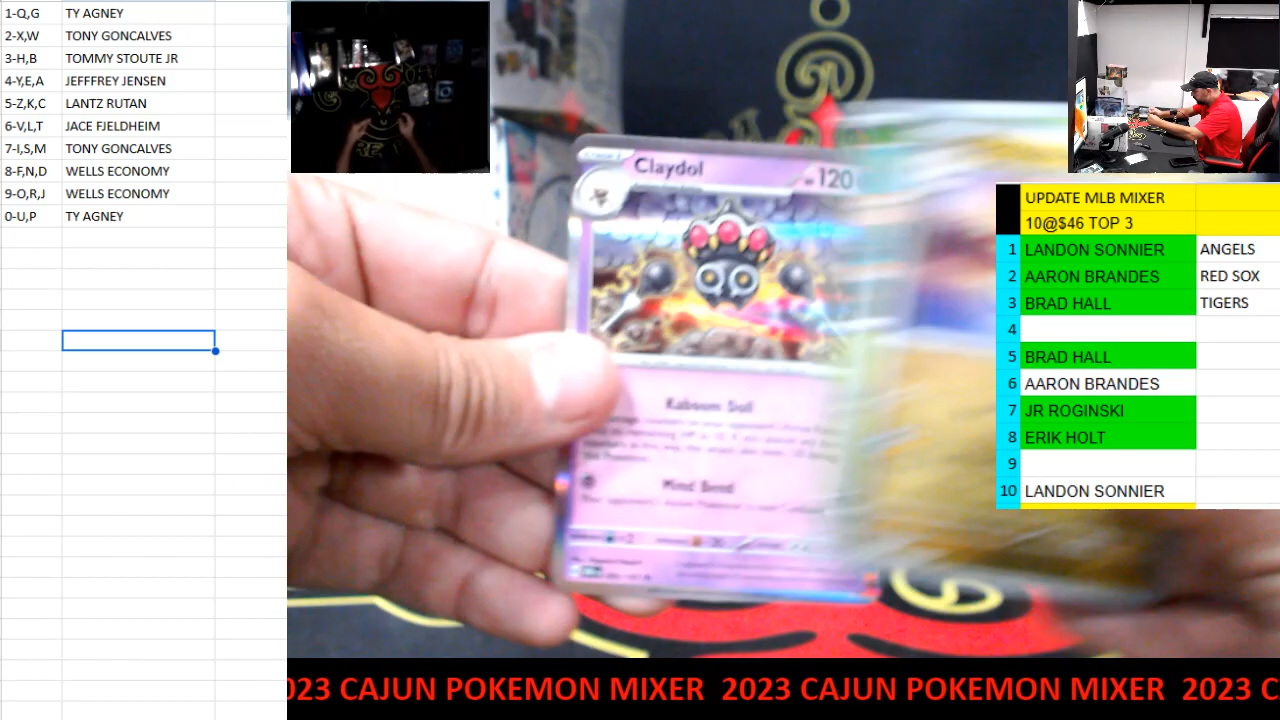 1-Q,G TY AGNEY
2-X,W TONY GONCALVES
3-H,B TOMMY STOUTE JR
4-Y,E,A JEFFFREY JENSEN
5-Z,K,C LANTZ RUTAN
6-V,L,T JACE FJELDHEIM
7-I,S,M TONY GONCALVES
8-F,N,D WELLS ECONOMY
9-O,R,J WELLS ECONOMY
0-U,P TY AGNEY
Claydol 120
Kaboom
Mind Bend
UPDATE MLB MIXER
10@$46 TOP 3
1 LANDON SONNIER ANGELS
2 AARON BRANDES RED SOX
3 BRAD HALL TIGERS
4
5 BRAD HALL
6 AARON BRANDES
7 JR ROGINSKI
8 ERIK HOLT
9
10 LANDON SONNIER
023 CAJUN POKEMON MIXER 2023 CAJUN POKEMON MIXER 2023 C